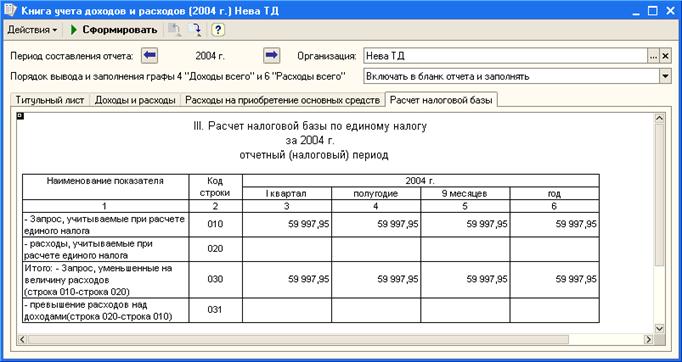 Книга учета доходов и расходов (2004 г.) Нева ТД
Действия Сформировать ?
Период составления отчета: 2004 г. Организация: Нева ТД ... x
Порядок вывода и заполнения графы 4 "Доходы всего" и 6 "Расходы всего" Включать в бланк отчета и заполнять
Титульный лист Доходы и расходы Расходы на приобретение основных средств Расчет налоговой базы
III. Расчет налоговой базы по единому налогу
за 2004 г.
отчетный (налоговый) период
Наименование показателя Код строки 2004 г.
I квартал полугодие 9 месяцев год
1 2 3 4 5 6
- Запрос, учитываемые при расчете
единого налога 010 59 997,95 59 997,95 59 997,95 59 997,95
- расходы, учитываемые при
расчете единого налога 020
Итого: - Запрос, уменьшенные на
величину расходов
(строка 010-строка 020) 030 59 997,95 59 997,95 59 997,95 59 997,95
- превышение расходов над
доходами(строка 020-строка 010) 031